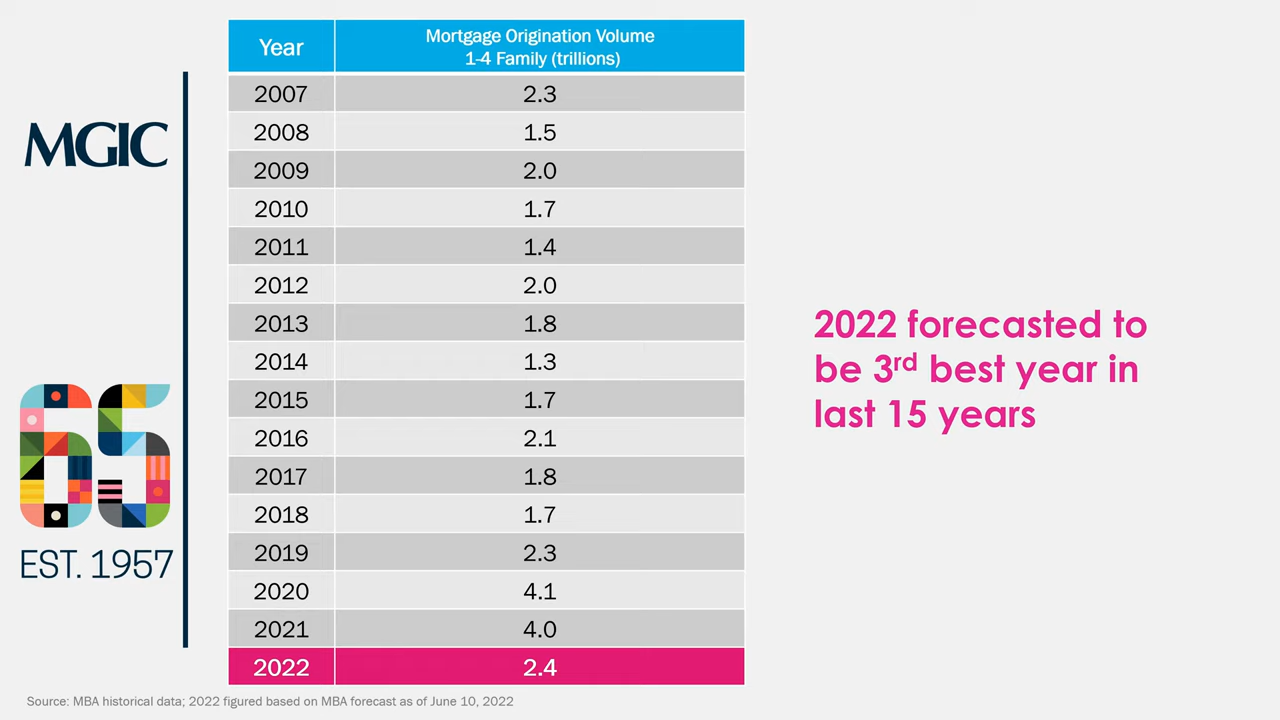 MGIC
65
EST. 1957
Year Mortgage Origination Volume
1-4 Family (trillions)
2007 2.3
2008 1.5
2009 2.0
2010 1.7
2011 1.4
2012 2.0
2013 1.8
2014 1.3
2015 1.7
2016 2.1
2017 1.8
2018 1.7
2019 2.3
2020 4.1
2021 4.0
2022 2.4
2022 forecasted to
be 3rd best year in
last 15 years
Source: MBA historical data; 2022 figured based on MBA forecast as of June 10, 2022